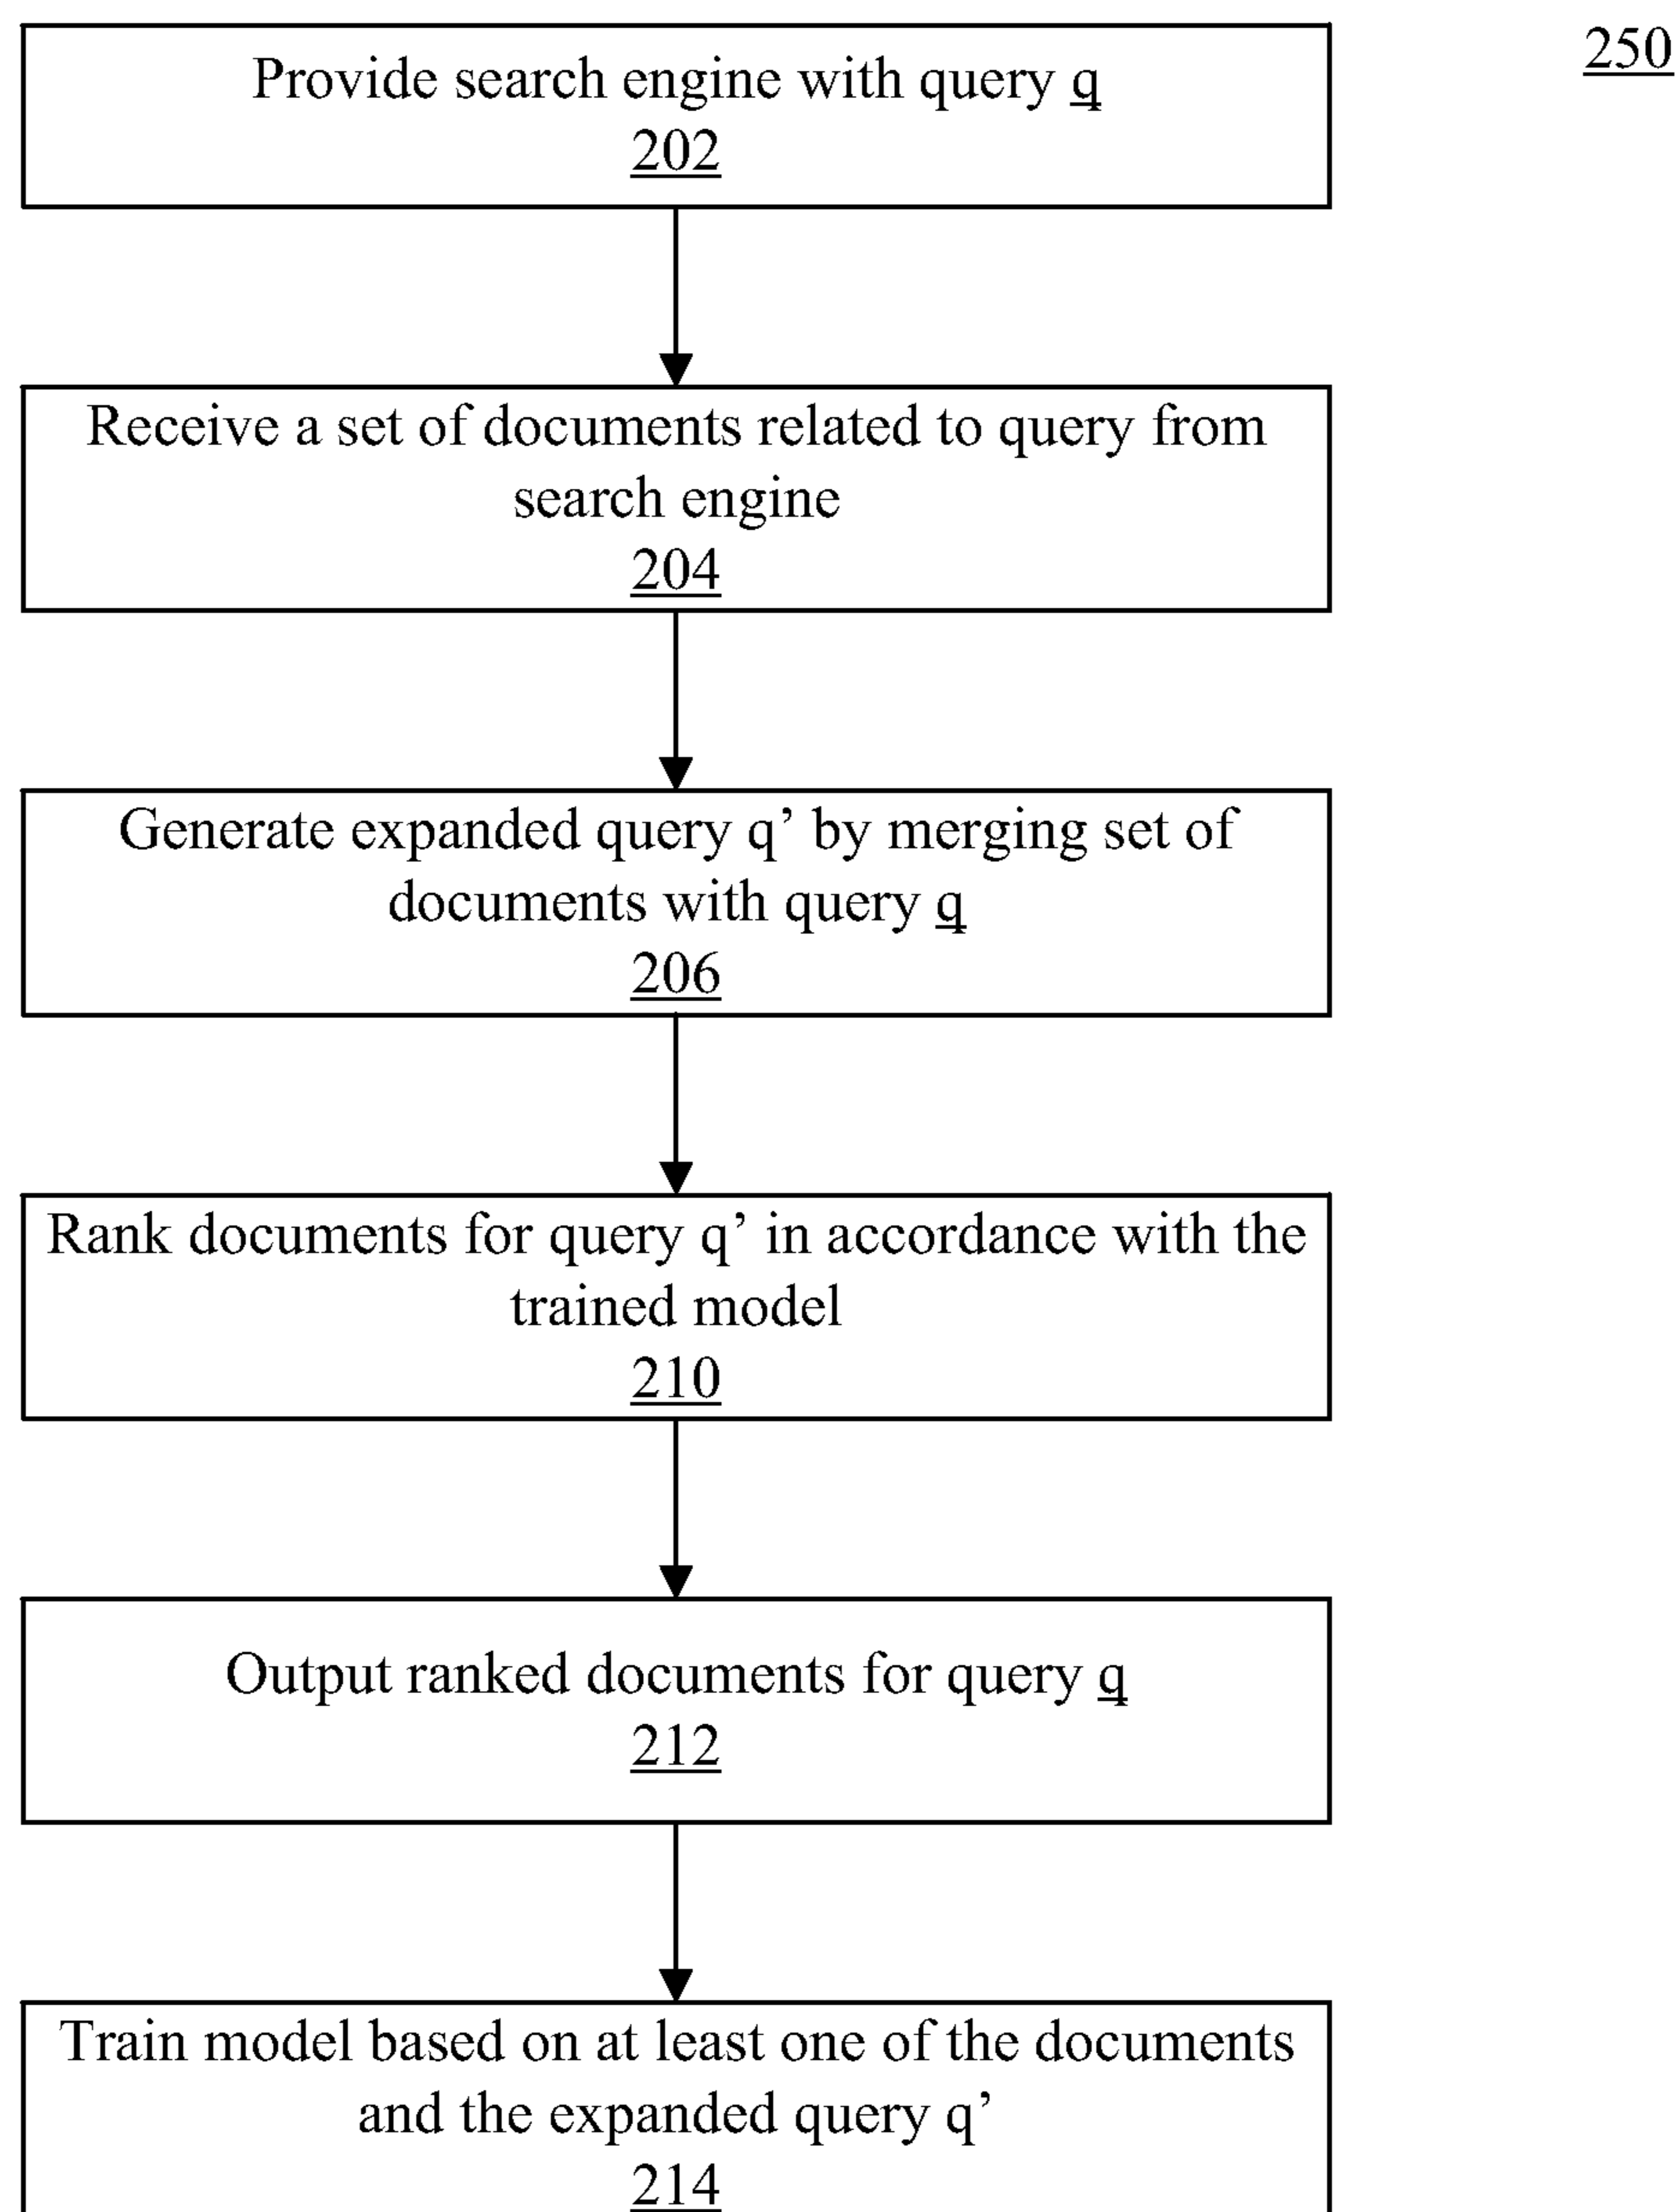 250
Provide search engine with query q
202
Receive a set of documents related to query from
search engine
204
Generate expanded query q’ by merging set of
documents with query q
206
Rank documents for query q’ in accordance with the
trained model
210
Output ranked documents for query q
212
Train model based on at least one of the documents
and the expanded query q’
214